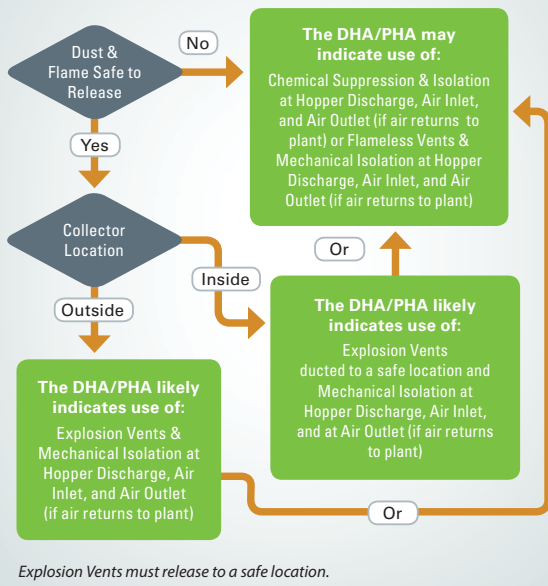 Dust &
Flame Safe to
Release
No
The DHA/PHA may
indicate use of:
Chemical Suppression & Isolation
at Hopper Discharge, Air Inlet,
and Air Outlet (if air returns to
plant) or Flameless Vents &
Mechanical Isolation at Hopper
Discharge, Air Inlet, and Air
Outlet (if air returns to plant)
Yes
Collector
Location
Or
Inside
Outside
The DHA/PHA likely
indicates use of:
Explosion Vents
ducted to a safe location and
Mechanical Isolation at
Hopper Discharge, Air Inlet,
and at Air Outlet (if air returns
to plant)
The DHA/PHA likely
indicates use of:
Explosion Vents &
Mechanical Isolation at
Hopper Discharge, Air
Inlet, and Air Outlet
(if air returns to plant)
Or
Explosion Vents must release to a safe location.